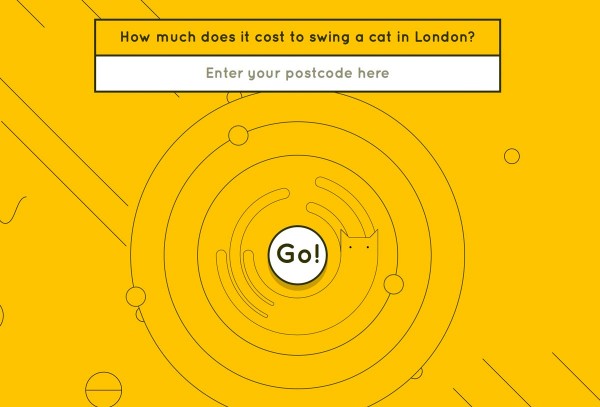 How much does it cost to swing a cat in London?
Enter your postcode here
Go!